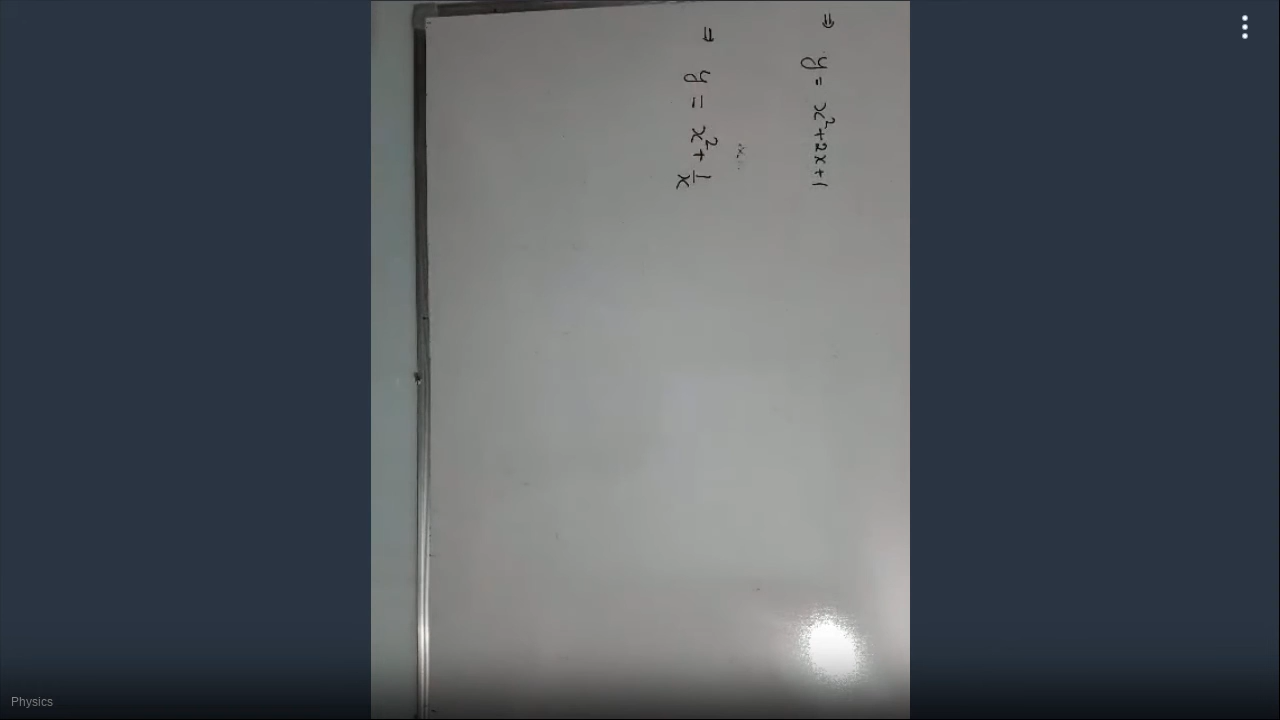 ⇒ y = x²+2x+1
⇒ y = x²+1/x
Physics